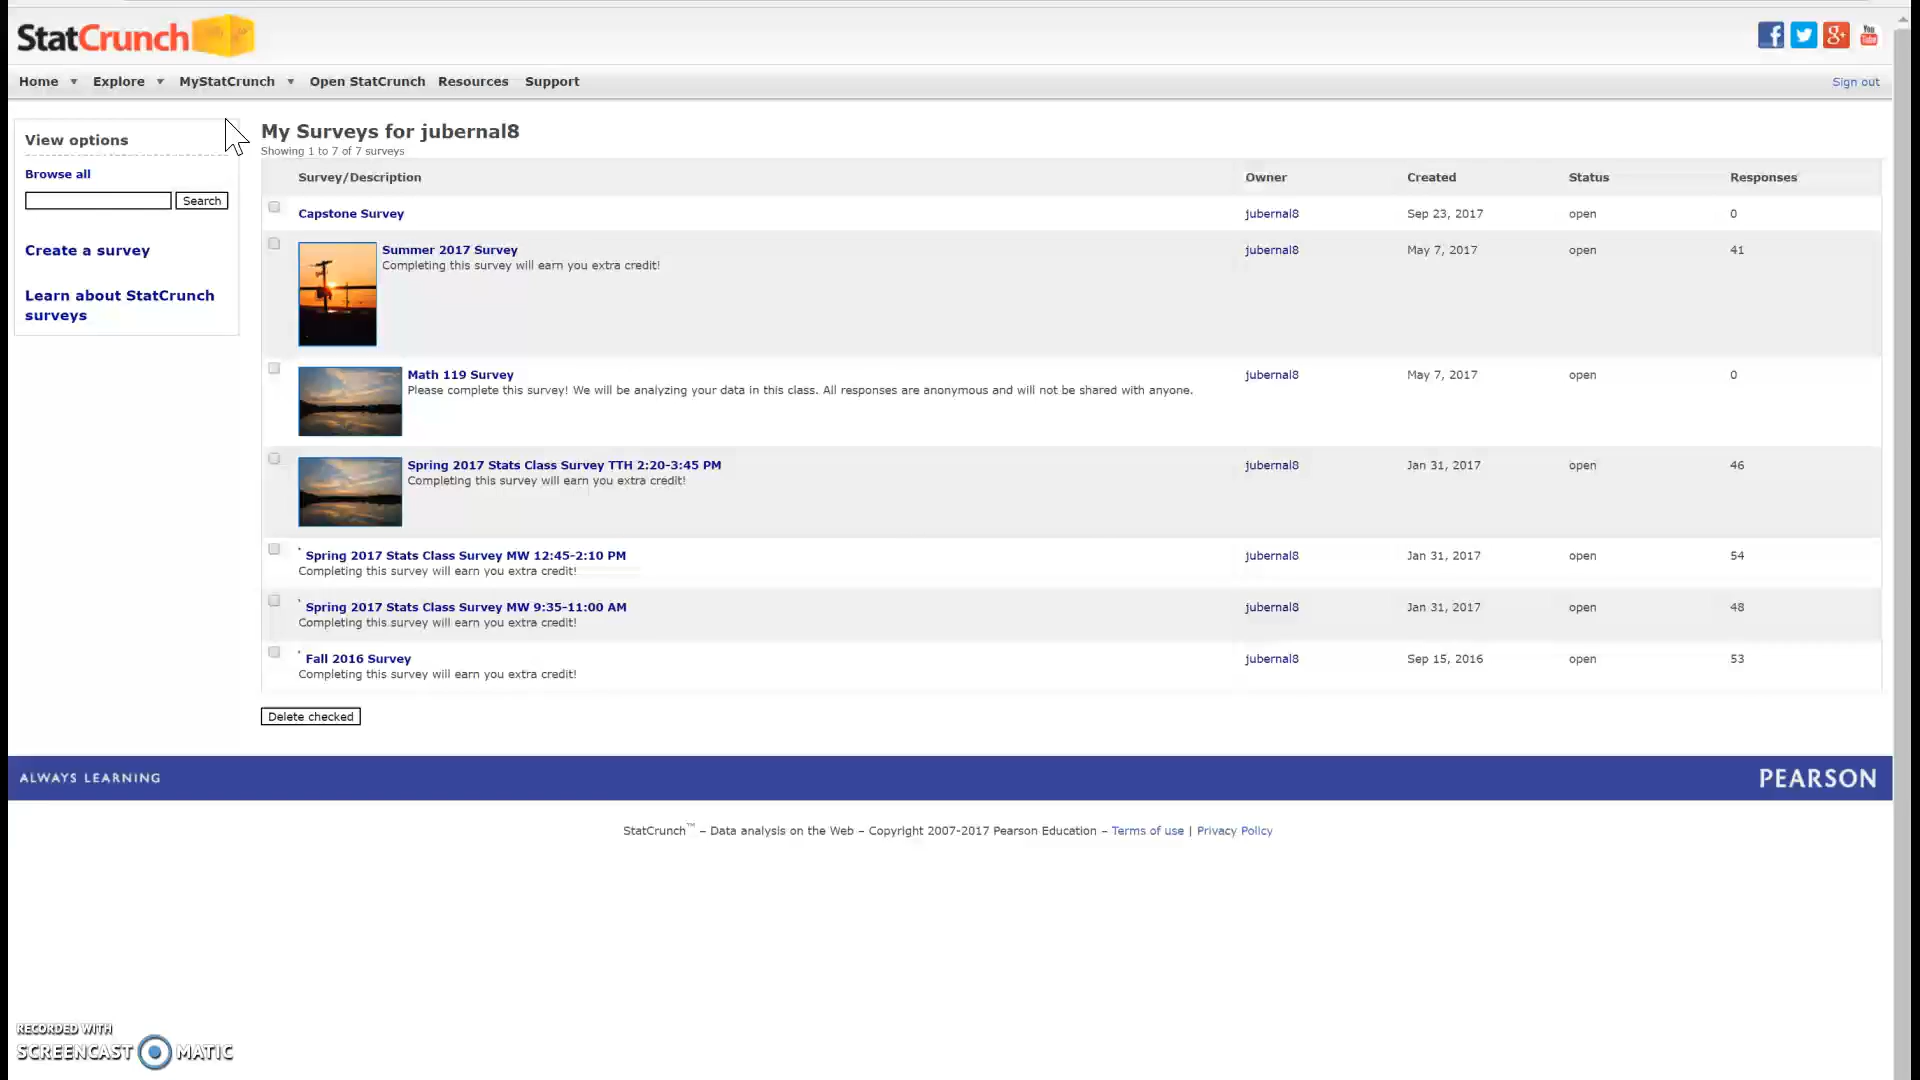 StatCrunch
You Tube
Home Explore MyStatCrunch Open StatCrunch Resources Support Sign out
View options
Browse all
Search
Create a survey
Learn about StatCrunch
surveys
My Surveys for jubernal8
Showing 1 to 7 of 7 surveys
Survey/Description Owner Created Status Responses
Capstone Survey jubernal8 Sep 23, 2017 open 0
Summer 2017 Survey jubernal8 May 7, 2017 open 41
Completing this survey will earn you extra credit!
Math 119 Survey jubernal8 May 7, 2017 open 0
Please complete this survey! We will be analyzing your data in this class. All responses are anonymous and will not be shared with anyone.
Spring 2017 Stats Class Survey TTH 2:20-3:45 PM jubernal8 Jan 31, 2017 open 46
Completing this survey will earn you extra credit!
Spring 2017 Stats Class Survey MW 12:45-2:10 PM jubernal8 Jan 31, 2017 open 54
Completing this survey will earn you extra credit!
Spring 2017 Stats Class Survey MW 9:35-11:00 AM jubernal8 Jan 31, 2017 open 48
Completing this survey will earn you extra credit!
Fall 2016 Survey jubernal8 Sep 15, 2016 open 53
Completing this survey will earn you extra credit!
Delete checked
ALWAYS LEARNING PEARSON
StatCrunch™ – Data analysis on the Web – Copyright 2007-2017 Pearson Education – Terms of use | Privacy Policy
RECORDED WITH
SCREENCAST MATIC